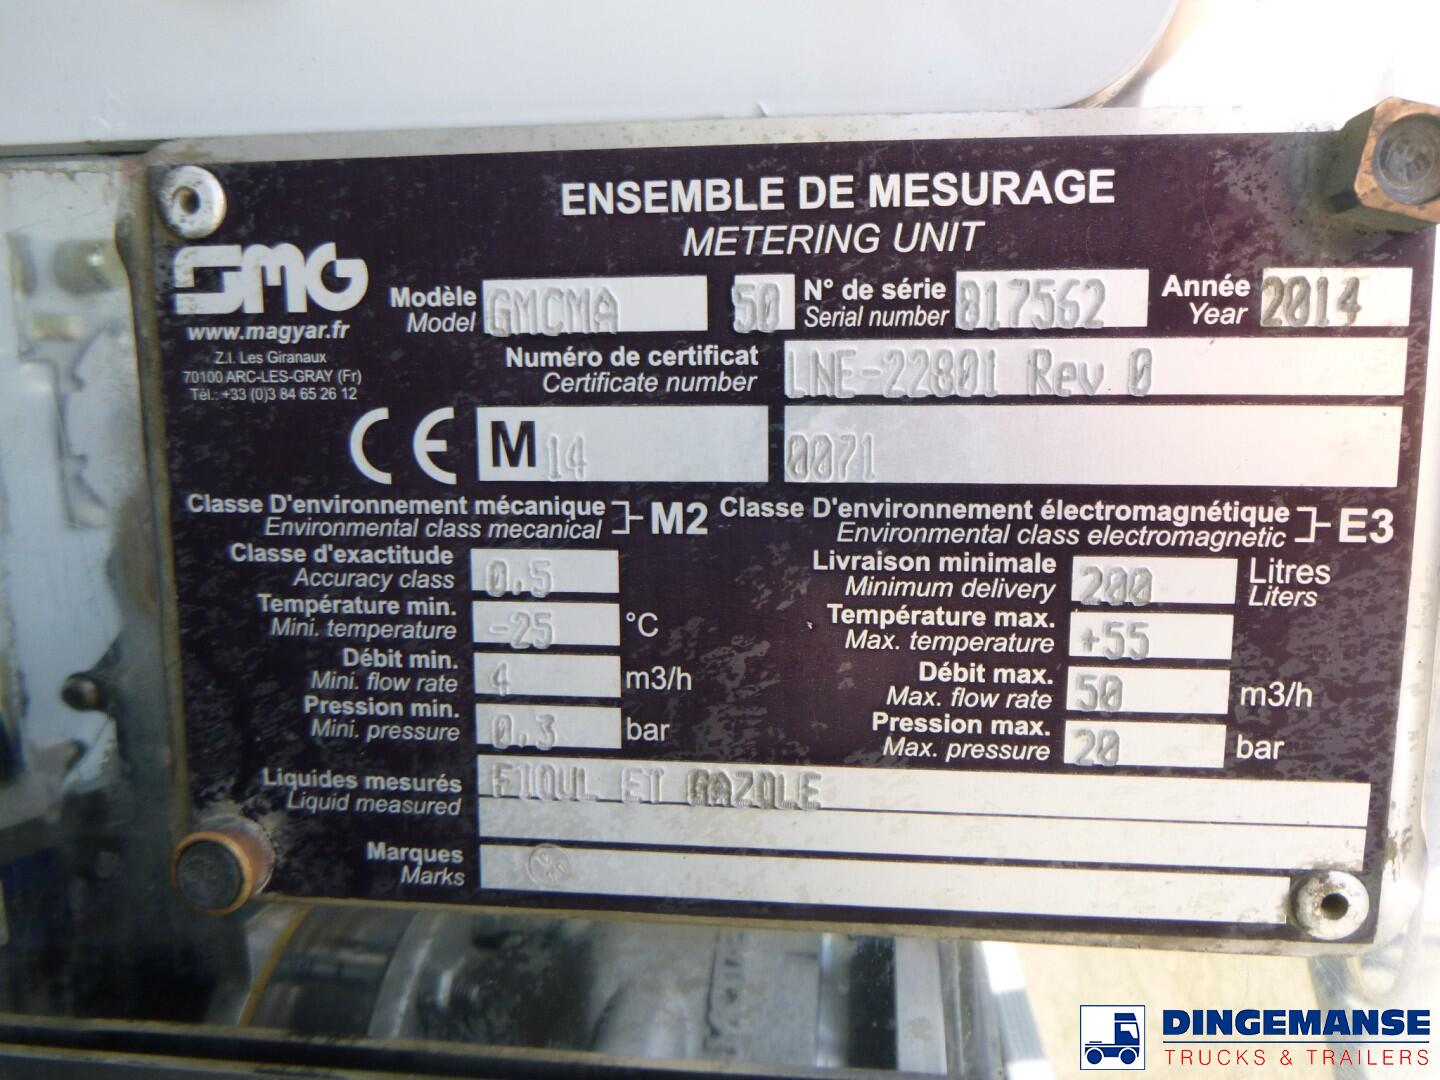 ENSEMBLE DE MESURAGE
METERING UNIT
SMG
www.magyar.fr
Z.I. Les Giranaux
70100 ARC-LES-GRAY (Fr)
Tél.: +33 (0)3 84 65 26 12
Modèle GMCMA 50 N° de série 017562 Année 2014
Model Serial number Year
Numéro de certificat LNE-22801 Rev 0
Certificate number
CE M 14 0071
Classe D'environnement mécanique M2 Classe D'environnement électromagnétique E3
Environmental class mecanical Environmental class electromagnetic
Classe d'exactitude 0.5 Livraison minimale 200 Litres
Accuracy class Minimum delivery Liters
Température min. -25 °C Température max. +55
Mini. temperature Max. temperature
Débit min. 4 m3/h Débit max. 50 m3/h
Mini. flow rate Max. flow rate
Pression min. 0.3 bar Pression max. 20 bar
Mini. pressure Max. pressure
Liquides mesurés FIOUL ET GAZOLE
Liquid measured
Marques
Marks
DINGEMANSE
TRUCKS & TRAILERS